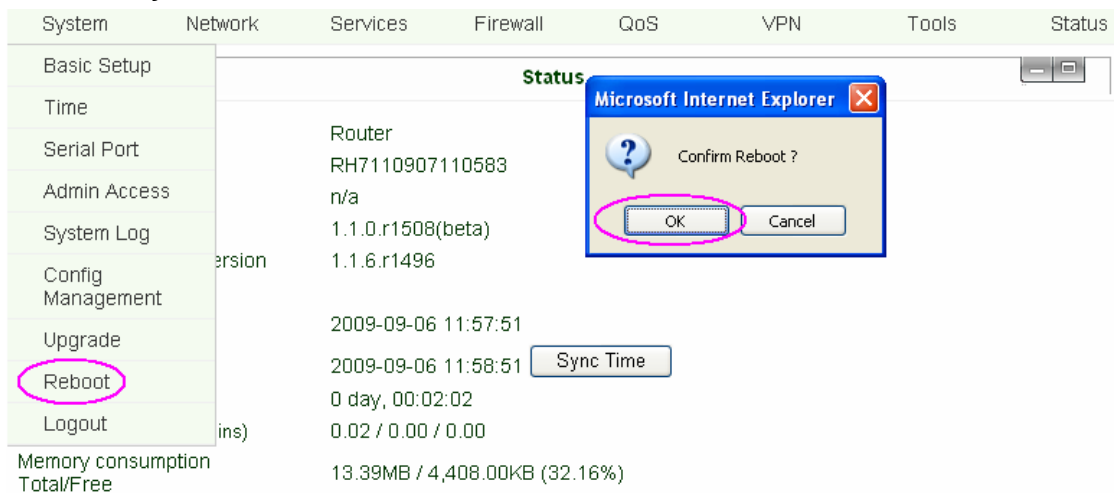 System Network Services Firewall QoS VPN Tools Status
Basic Setup
Time
Serial Port
Admin Access
System Log
Config
Management
Upgrade
Reboot
Logout
Status
Router
RH7110907110583
n/a
1.1.0.r1508(beta)
ersion 1.1.6.r1496
2009-09-06 11:57:51
2009-09-06 11:58:51 Sync Time
0 day, 00:02:02
ins) 0.02 / 0.00 / 0.00
Memory consumption
Total/Free 13.39MB / 4,408.00KB (32.16%)
Microsoft Internet Explorer
Confirm Reboot ?
OK Cancel